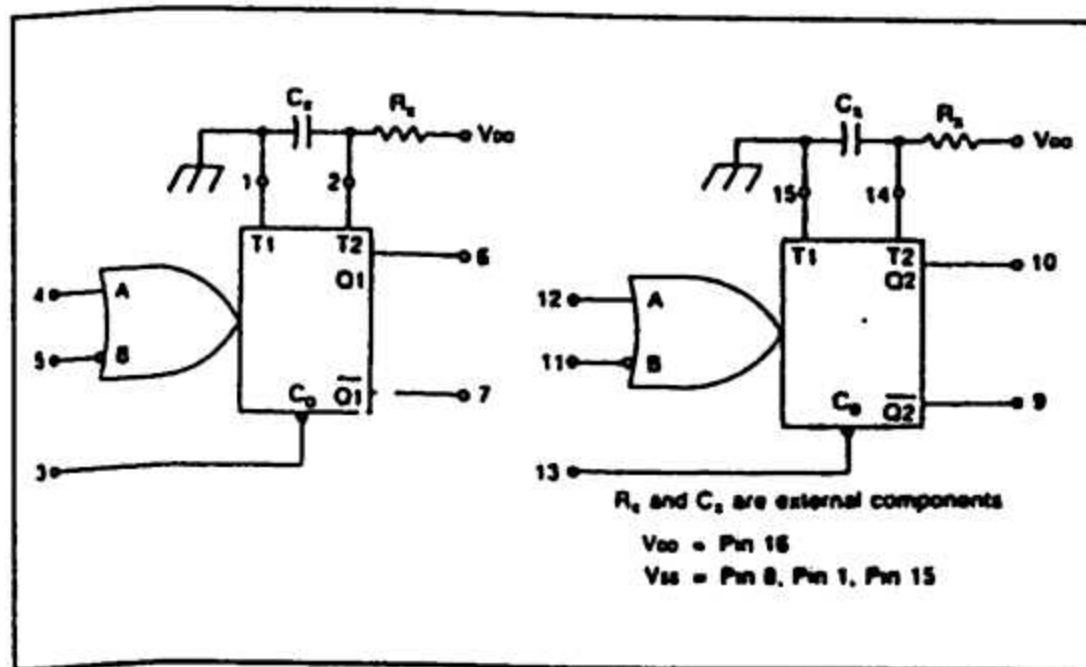 Cx
Rx
VDD
1
2
T1
T2
Q1
6
4
A
5
B
CD
Q1
7
3
Cx
Rx
VDD
15
14
T1
T2
Q2
10
12
A
11
B
CD
Q2
9
13
Rx and Cx are external components
VDD = Pin 16
VSS = Pin 8, Pin 1, Pin 15